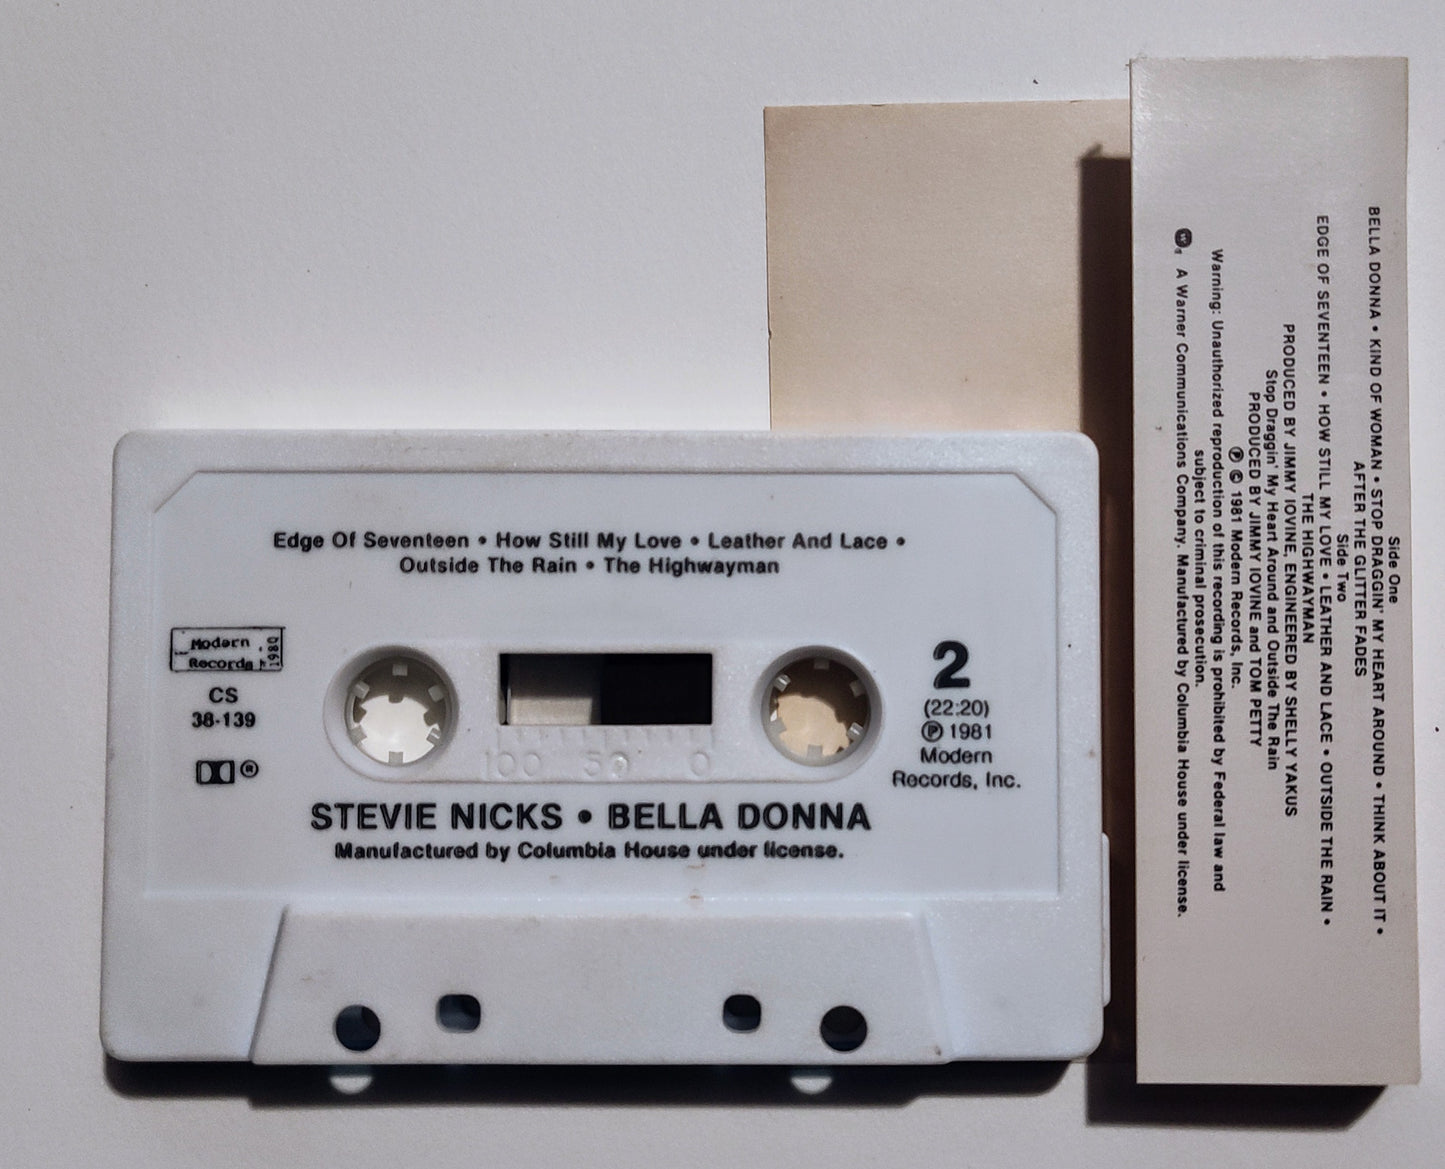 Edge Of Seventeen • How Still My Love • Leather And Lace •
Outside The Rain • The Highwayman
Modern
Records
1980
CS
38-139
®
2
(22:20)
℗ 1981
Modern
Records, Inc.
100 50 0
STEVIE NICKS • BELLA DONNA
Manufactured by Columbia House under license.
Side One
BELLA DONNA • KIND OF WOMAN • STOP DRAGGIN' MY HEART AROUND • THINK ABOUT IT •
AFTER THE GLITTER FADES
Side Two
EDGE OF SEVENTEEN • HOW STILL MY LOVE • LEATHER AND LACE • OUTSIDE THE RAIN •
THE HIGHWAYMAN
PRODUCED BY JIMMY IOVINE, ENGINEERED BY SHELLY YAKUS
Stop Draggin' My Heart Around and Outside The Rain
PRODUCED BY JIMMY IOVINE and TOM PETTY
℗ © 1981 Modern Records, Inc.
Warning: Unauthorized reproduction of this recording is prohibited by Federal law and
subject to criminal prosecution.
A Warner Communications Company. Manufactured by Columbia House under license.